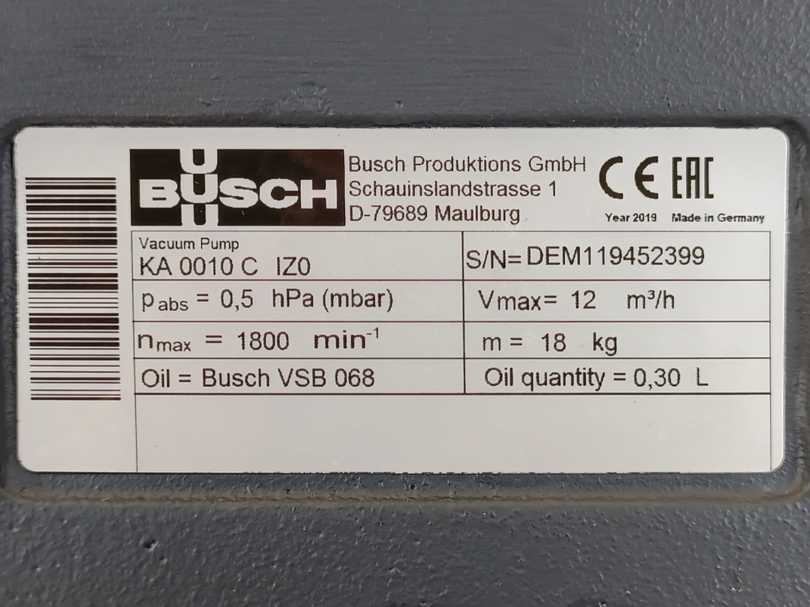 BUSCH
Busch Produktions GmbH
Schauinslandstrasse 1
D-79689 Maulburg
CE EAC
Year 2019 Made in Germany
Vacuum Pump
KA 0010 C IZ0
S/N= DEM119452399
pabs = 0,5 hPa (mbar)
Vmax= 12 m³/h
nmax = 1800 min⁻¹
m = 18 kg
Oil = Busch VSB 068
Oil quantity = 0,30 L